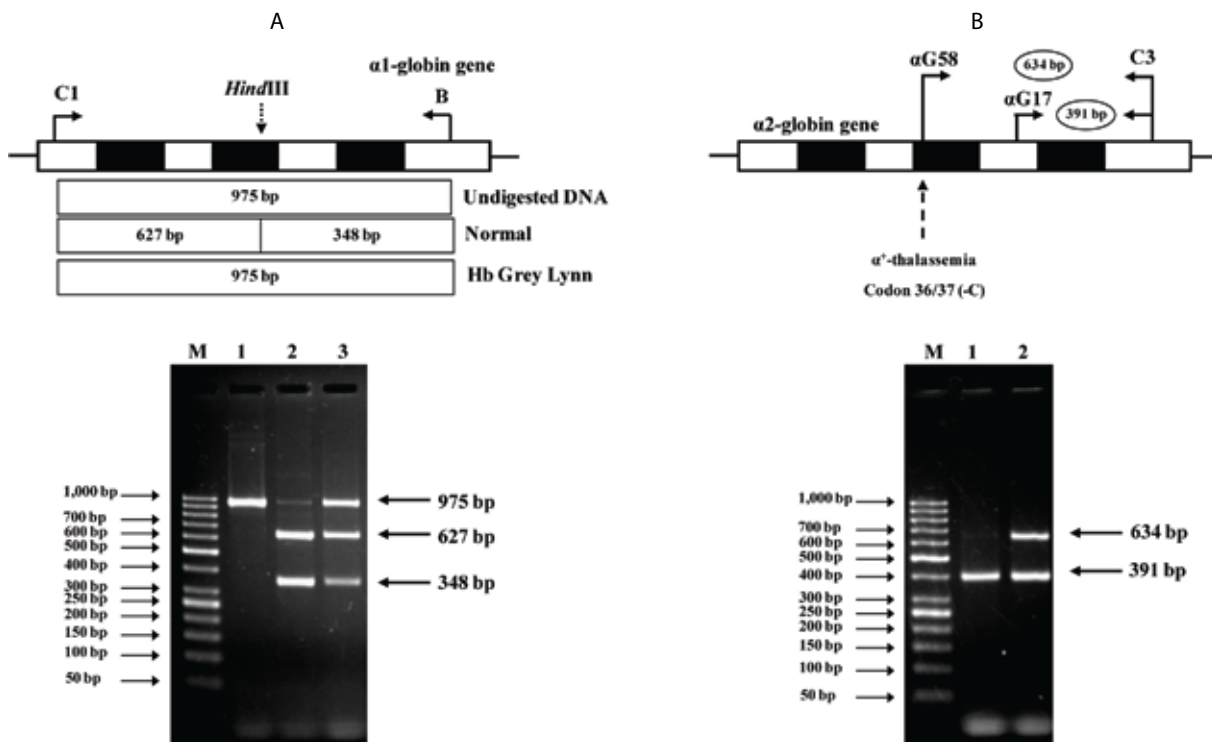 A
α1-globin gene
C1
HindIII
B
975 bp
Undigested DNA
627 bp
348 bp
Normal
975 bp
Hb Grey Lynn
M 1 2 3
1,000 bp
700 bp
600 bp
500 bp
400 bp
300 bp
250 bp
200 bp
150 bp
100 bp
50 bp
975 bp
627 bp
348 bp
B
αG58
634 bp
C3
αG17
391 bp
α2-globin gene
α⁺-thalassemia
Codon 36/37 (-C)
M 1 2
1,000 bp
700 bp
600 bp
500 bp
400 bp
300 bp
250 bp
200 bp
150 bp
100 bp
50 bp
634 bp
391 bp